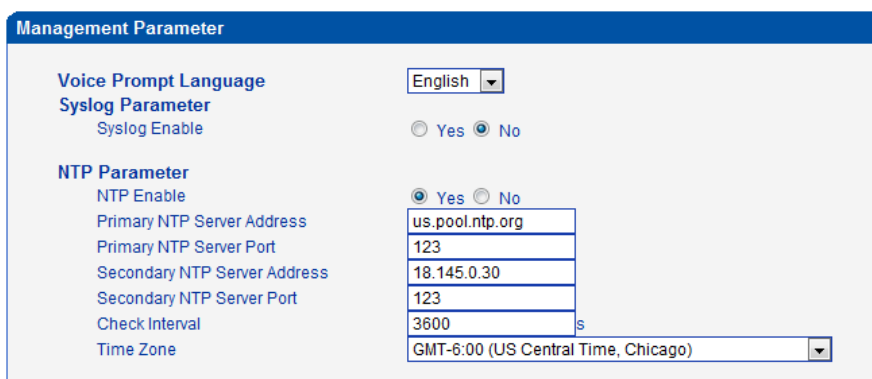 Management Parameter
Voice Prompt Language English
Syslog Parameter
Syslog Enable Yes No
NTP Parameter
NTP Enable Yes No
Primary NTP Server Address us.pool.ntp.org
Primary NTP Server Port 123
Secondary NTP Server Address 18.145.0.30
Secondary NTP Server Port 123
Check Interval 3600 s
Time Zone GMT-6:00 (US Central Time, Chicago)